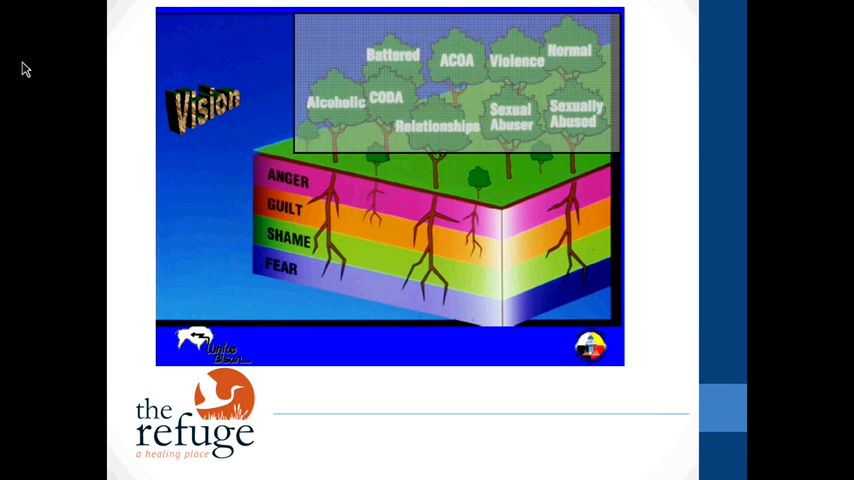 Vision
Battered
ACOA
Violence
Normal
Alcoholic
CODA
Relationships
Sexual
Abuser
Sexually
Abused
ANGER
GUILT
SHAME
FEAR
White
Bison
the
refuge
a healing place